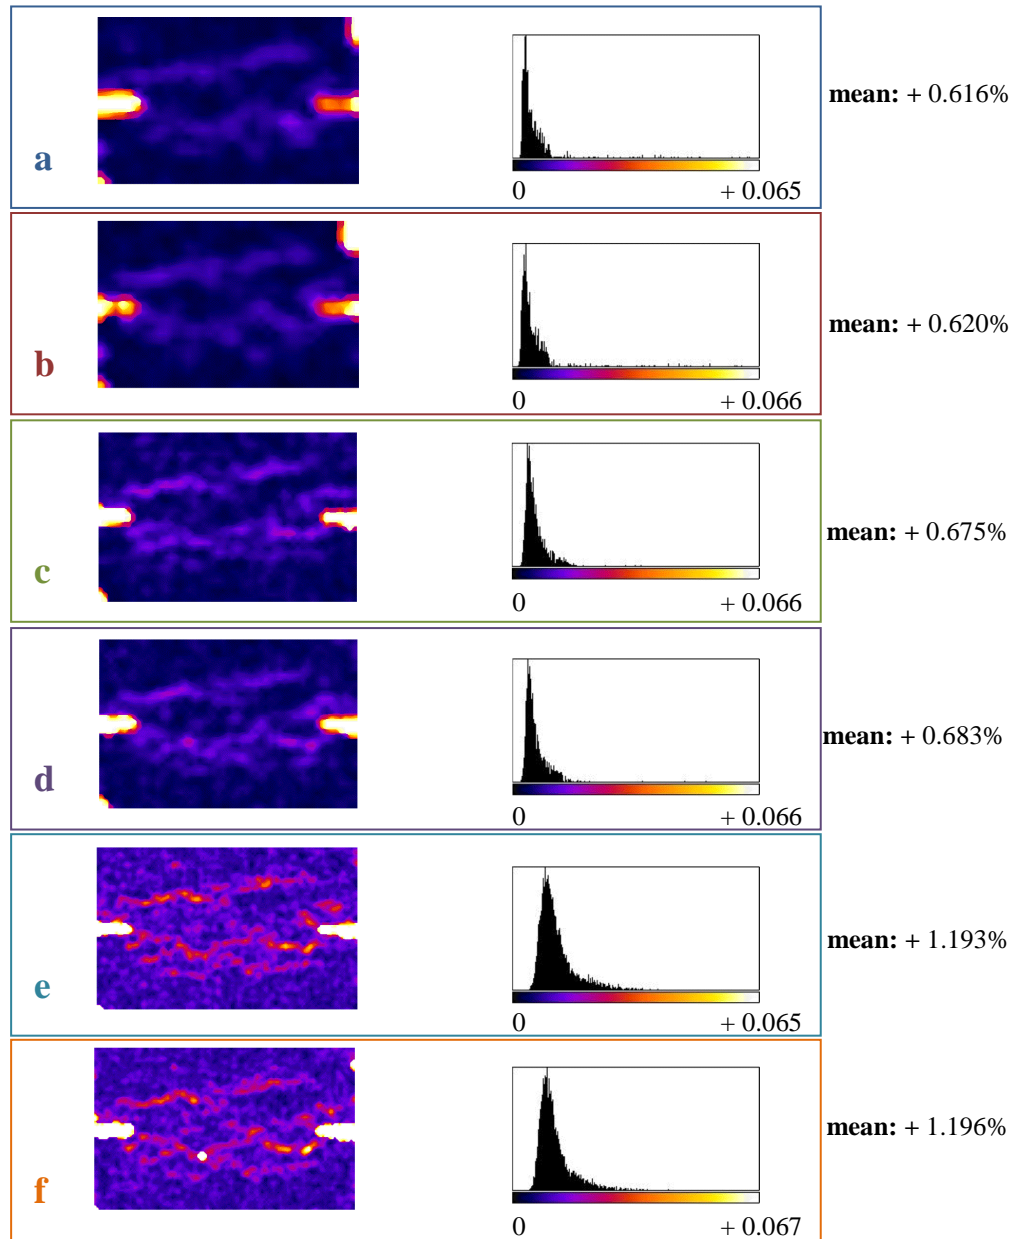 mean: + 0.616%
a
0 + 0.065
mean: + 0.620%
b
0 + 0.066
mean: + 0.675%
c
0 + 0.066
mean: + 0.683%
d
0 + 0.066
mean: + 1.193%
e
0 + 0.065
mean: + 1.196%
f
0 + 0.067